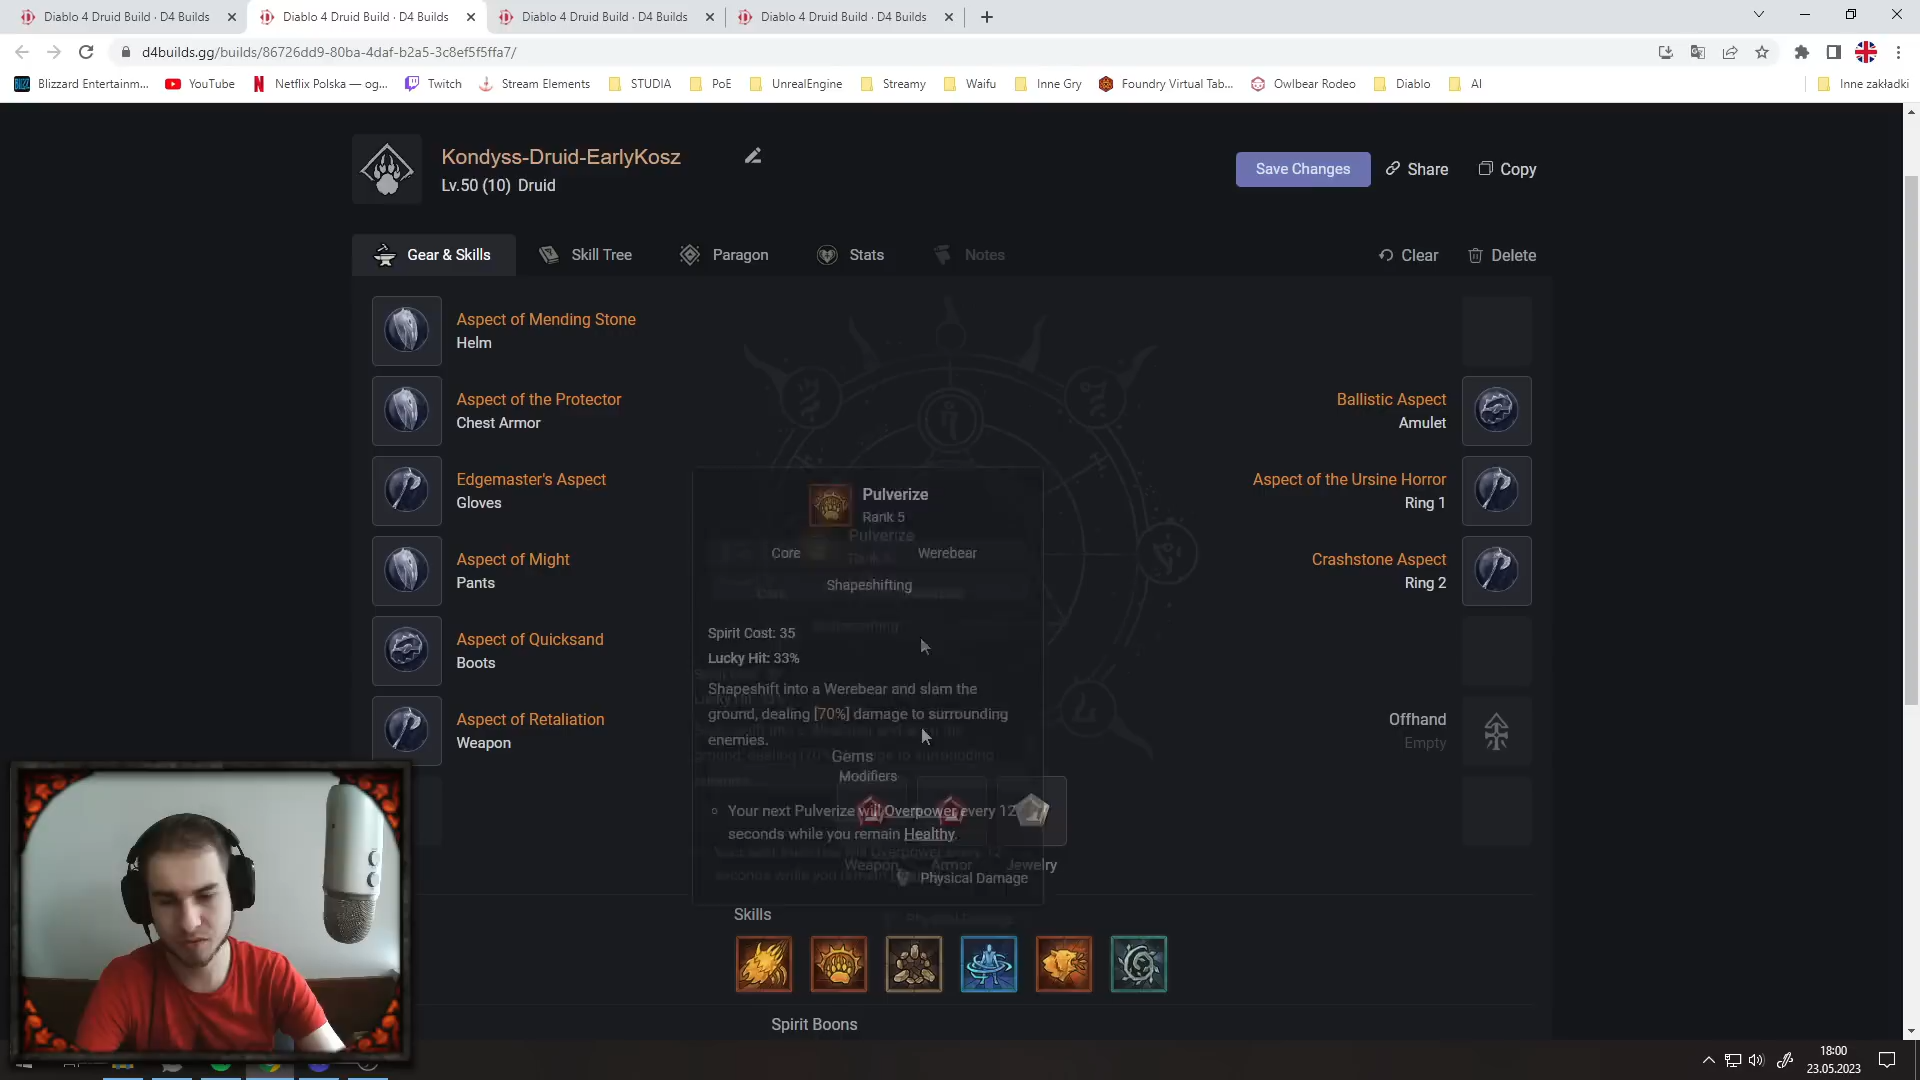 Diablo 4 Druid Build · D4 Builds
Diablo 4 Druid Build · D4 Builds
Diablo 4 Druid Build · D4 Builds
Diablo 4 Druid Build · D4 Builds
d4builds.gg/builds/86726dd9-80ba-4daf-b2a5-3c8ef5f5ffa7/
Blizzard Entertainm...
YouTube
Netflix Polska — og...
Twitch
Stream Elements
STUDIA
PoE
UnrealEngine
Streamy
Waifu
Inne Gry
Foundry Virtual Tab...
Owlbear Rodeo
Diablo
AI
Inne zakładki
Kondyss-Druid-EarlyKosz
Lv.50 (10) Druid
Save Changes
Share
Copy
Gear & Skills
Skill Tree
Paragon
Stats
Notes
Clear
Delete
Aspect of Mending Stone
Helm
Aspect of the Protector
Chest Armor
Edgemaster's Aspect
Gloves
Aspect of Might
Pants
Aspect of Quicksand
Boots
Aspect of Retaliation
Weapon
Ballistic Aspect
Amulet
Aspect of the Ursine Horror
Ring 1
Crashstone Aspect
Ring 2
Offhand
Empty
Pulverize
Rank 5
Pulverize
Core
Werebear
Shapeshifting
Spirit Cost: 35
Lucky Hit: 33%
Shapeshift into a Werebear and slam the
ground, dealing [70%] damage to surrounding
enemies.
Gems
Modifiers
Your next Pulverize will Overpower every 12
seconds while you remain Healthy.
Weapon
Armor
Jewelry
Physical Damage
Skills
Spirit Boons
18:00
23.05.2023